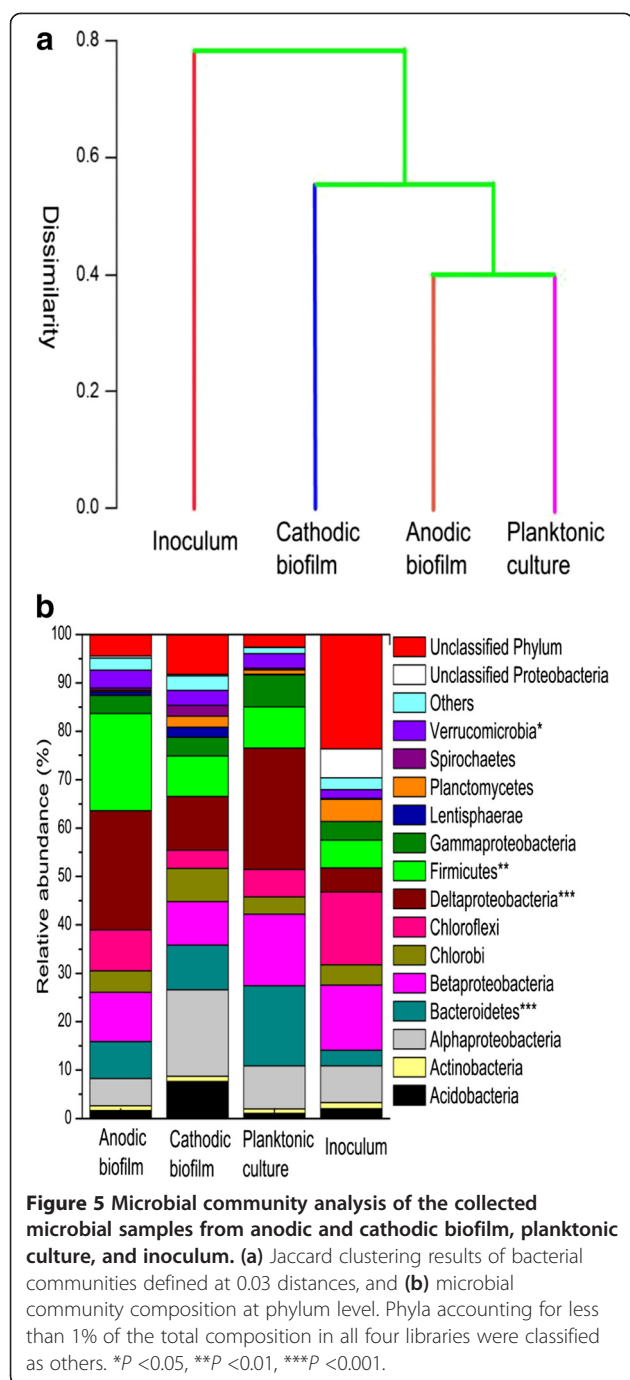 a
0.8
0.6
0.4
0.2
0.0
Dissimilarity
Inoculum
Cathodic
biofilm
Anodic
biofilm
Planktonic
culture
b
100
90
80
70
60
50
40
30
20
10
0
Relative abundance (%)
Anodic
biofilm
Cathodic
biofilm
Planktonic
culture
Inoculum
Unclassified Phylum
Unclassified Proteobacteria
Others
Verrucomicrobia*
Spirochaetes
Planctomycetes
Lentisphaerae
Gammaproteobacteria
Firmicutes**
Deltaproteobacteria***
Chloroflexi
Chlorobi
Betaproteobacteria
Bacteroidetes***
Alphaproteobacteria
Actinobacteria
Acidobacteria
Figure 5 Microbial community analysis of the collected
microbial samples from anodic and cathodic biofilm, planktonic
culture, and inoculum. (a) Jaccard clustering results of bacterial
communities defined at 0.03 distances, and (b) microbial
community composition at phylum level. Phyla accounting for less
than 1% of the total composition in all four libraries were classified
as others. *P <0.05, **P <0.01, ***P <0.001.